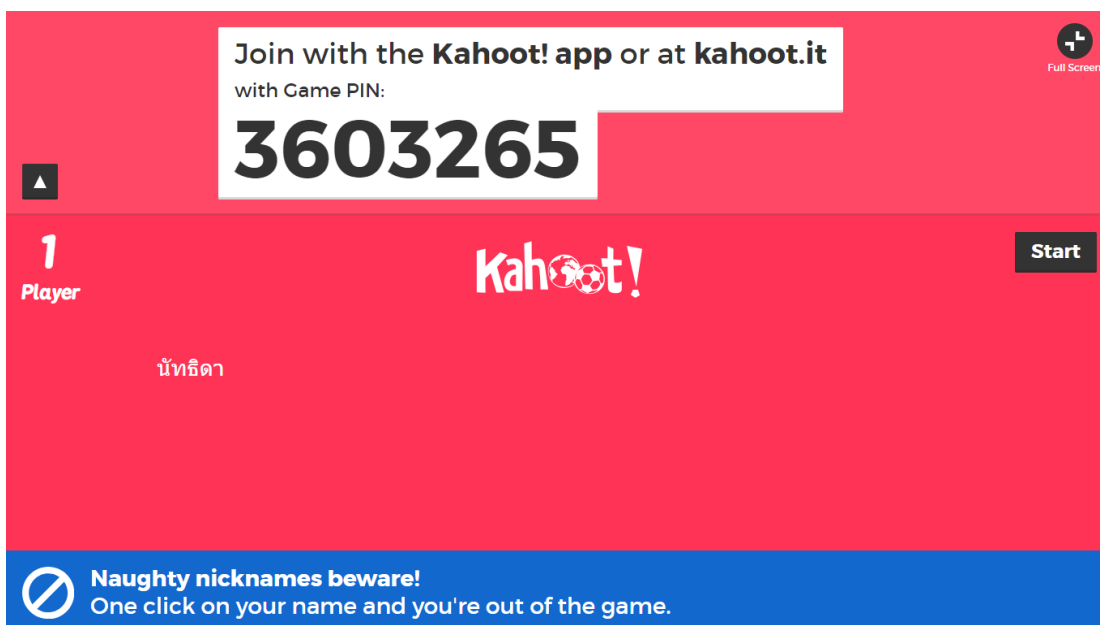 Join with the Kahoot! app or at kahoot.it
with Game PIN:
3603265
Full Screen
▲
1
Player
Kahoot!
Start
นัทธิดา
Naughty nicknames beware!
One click on your name and you're out of the game.